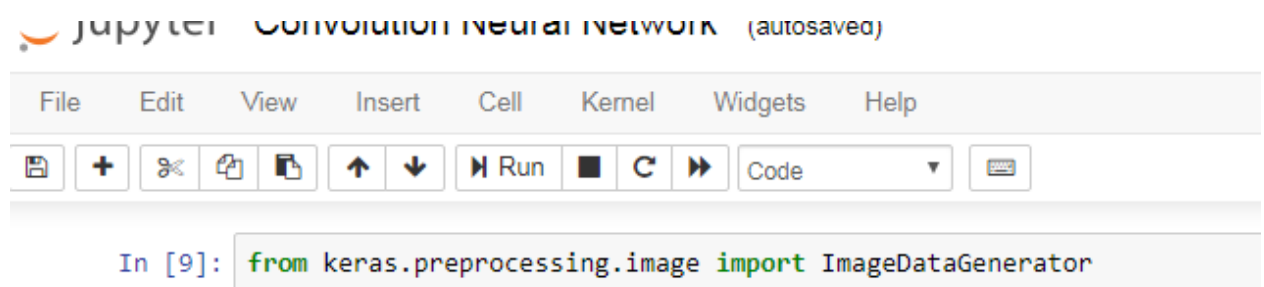 jupyter Convolution Neural Network (autosaved)
File Edit View Insert Cell Kernel Widgets Help
Run Code
In [9]: from keras.preprocessing.image import ImageDataGenerator